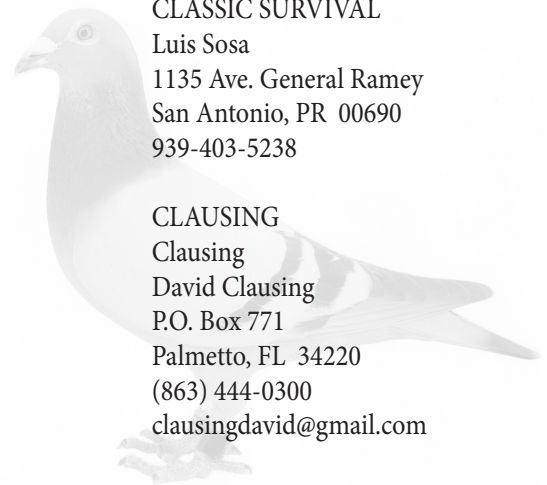 CLASSIC SURVIVAL
Luis Sosa
1135 Ave. General Ramey
San Antonio, PR  00690
939-403-5238

CLAUSING
Clausing
David Clausing
P.O. Box 771
Palmetto, FL  34220
(863) 444-0300
clausingdavid@gmail.com